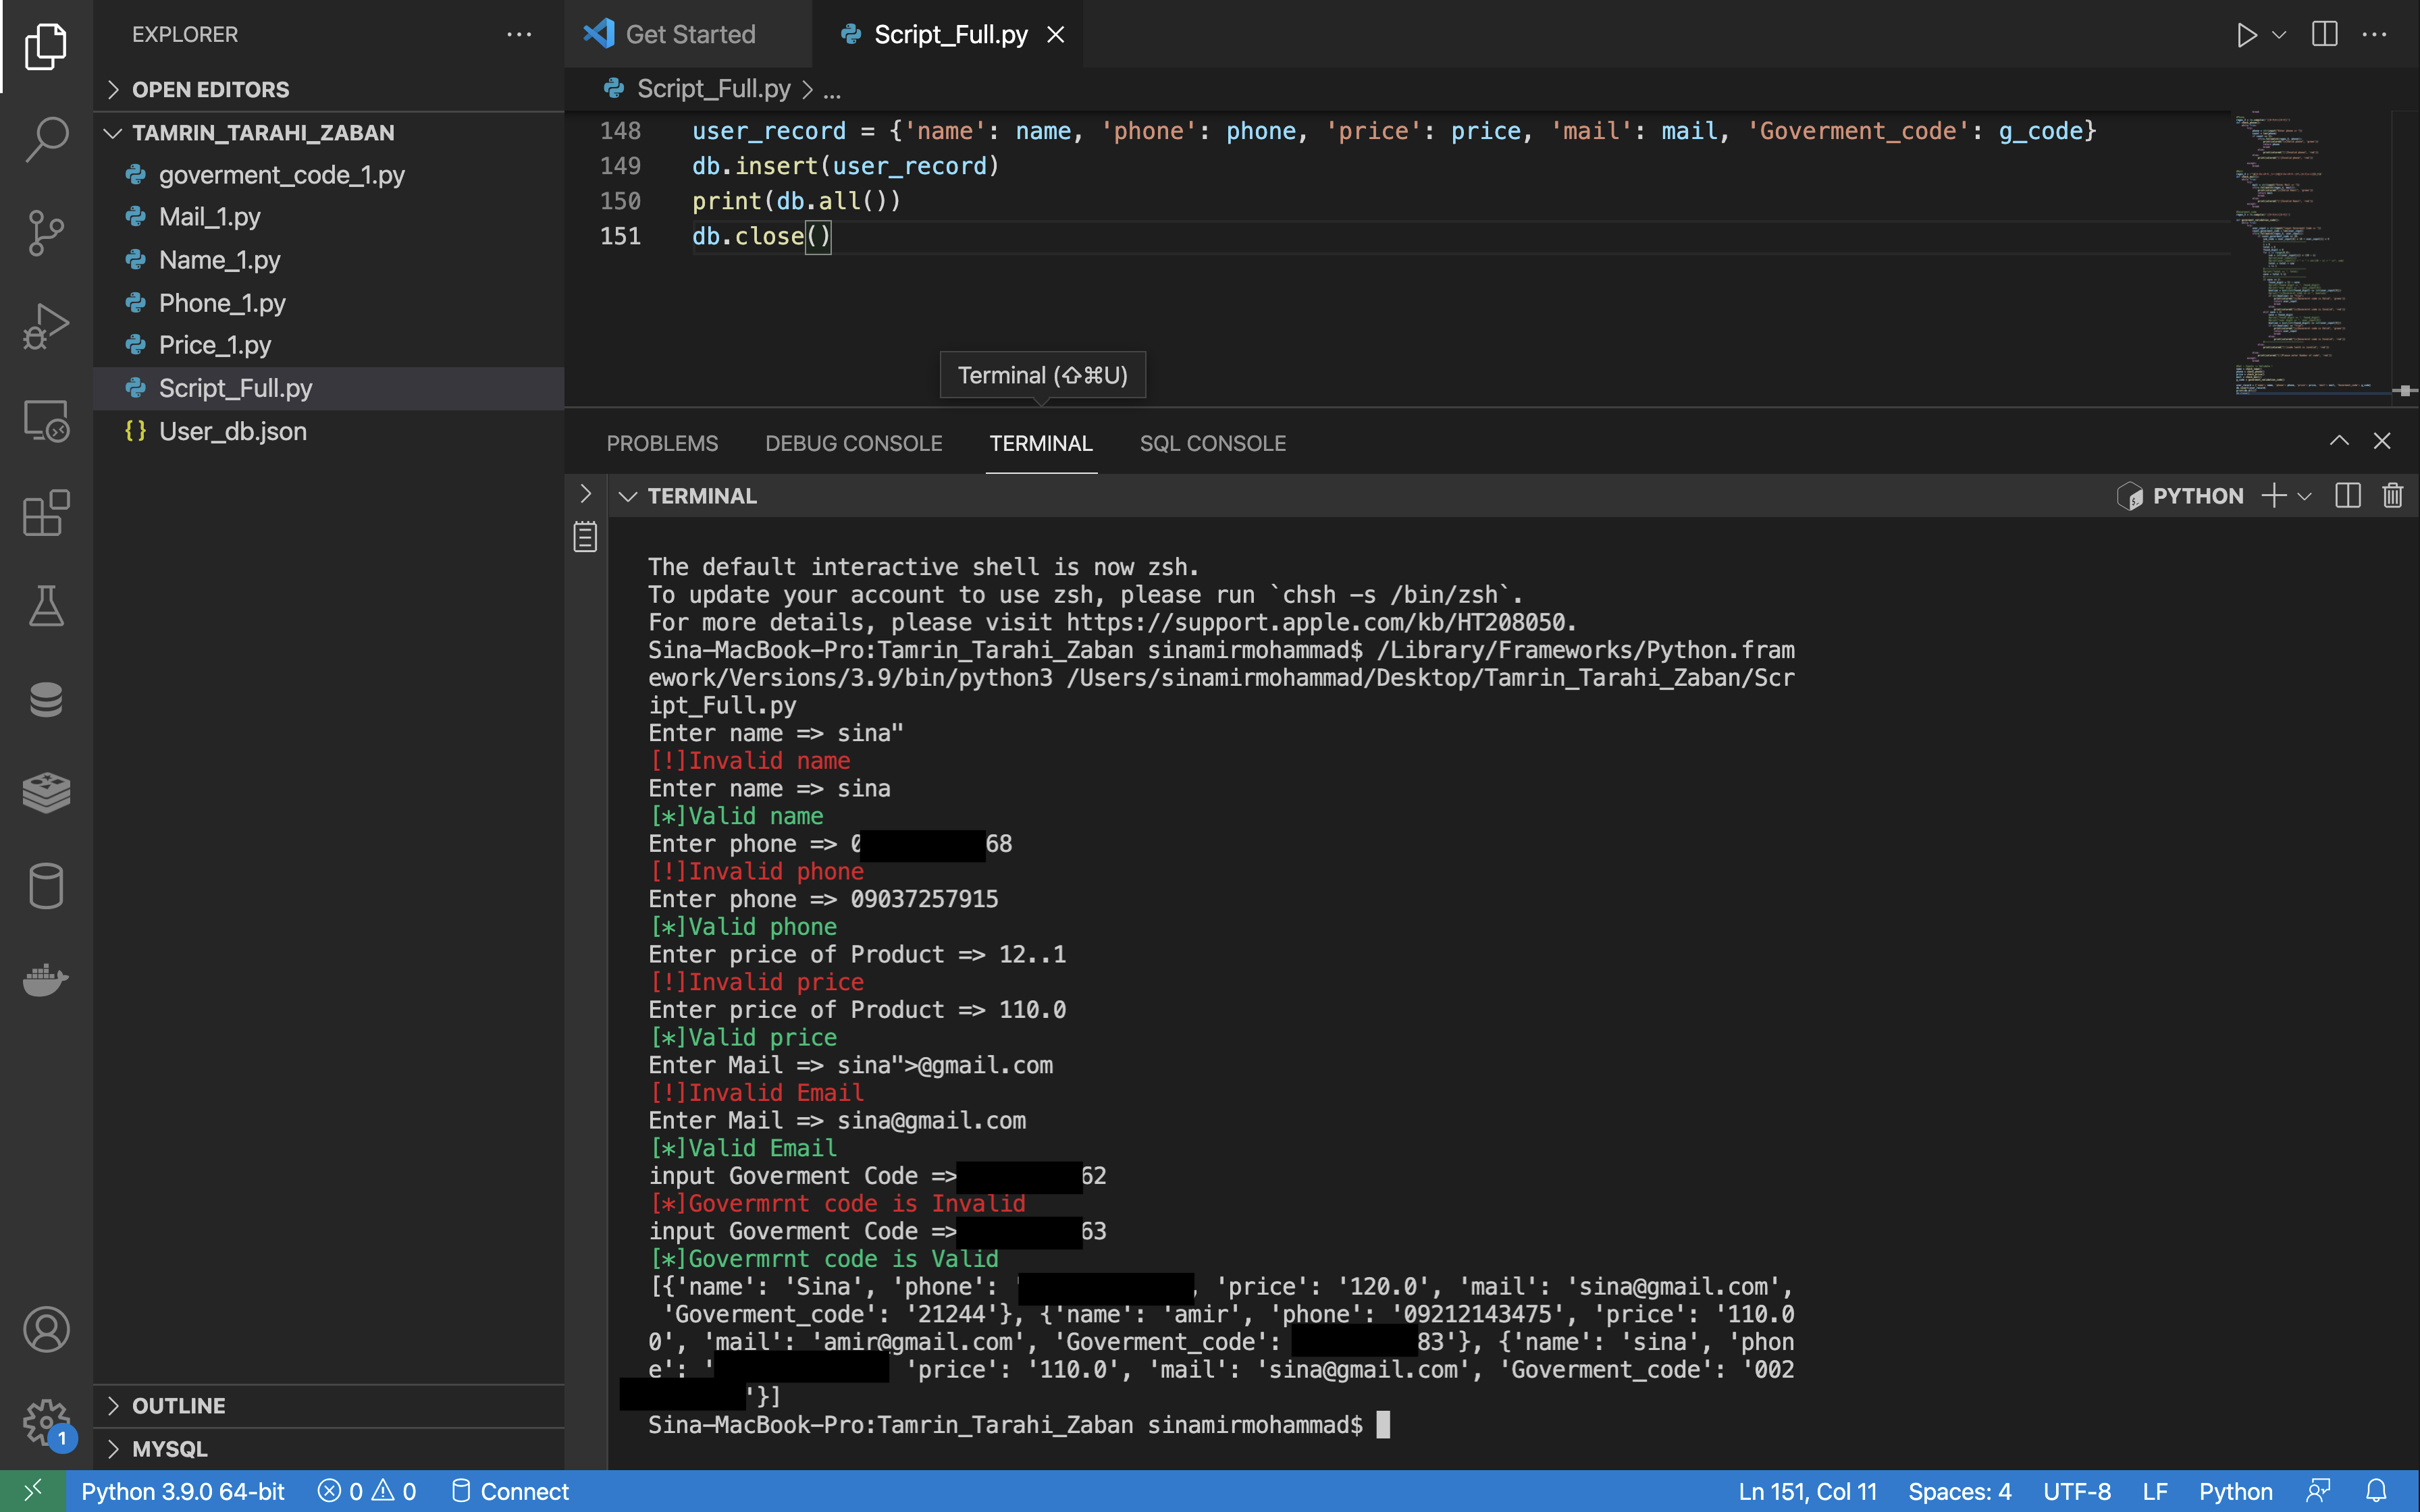 EXPLORER
OPEN EDITORS
TAMRIN_TARAHI_ZABAN
goverment_code_1.py
Mail_1.py
Name_1.py
Phone_1.py
Price_1.py
Script_Full.py
{} User_db.json
OUTLINE
MYSQL
1
Get Started
Script_Full.py
Script_Full.py > ...
148 user_record = {'name': name, 'phone': phone, 'price': price, 'mail': mail, 'Goverment_code': g_code}
149 db.insert(user_record)
150 print(db.all())
151 db.close()
Terminal (⇧⌘U)
PROBLEMS DEBUG CONSOLE TERMINAL SQL CONSOLE
TERMINAL
PYTHON
The default interactive shell is now zsh.
To update your account to use zsh, please run `chsh -s /bin/zsh`.
For more details, please visit https://support.apple.com/kb/HT208050.
Sina-MacBook-Pro:Tamrin_Tarahi_Zaban sinamirmohammad$ /Library/Frameworks/Python.fram
ework/Versions/3.9/bin/python3 /Users/sinamirmohammad/Desktop/Tamrin_Tarahi_Zaban/Scr
ipt_Full.py
Enter name => sina"
[!]Invalid name
Enter name => sina
[*]Valid name
Enter phone => 0 68
[!]Invalid phone
Enter phone => 09037257915
[*]Valid phone
Enter price of Product => 12..1
[!]Invalid price
Enter price of Product => 110.0
[*]Valid price
Enter Mail => sina">@gmail.com
[!]Invalid Email
Enter Mail => sina@gmail.com
[*]Valid Email
input Goverment Code => 62
[*]Govermrnt code is Invalid
input Goverment Code => 63
[*]Govermrnt code is Valid
[{'name': 'Sina', 'phone': ' , 'price': '120.0', 'mail': 'sina@gmail.com',
'Goverment_code': '21244'}, {'name': 'amir', 'phone': '09212143475', 'price': '110.0
0', 'mail': 'amir@gmail.com', 'Goverment_code': 83'}, {'name': 'sina', 'phon
e': ' 'price': '110.0', 'mail': 'sina@gmail.com', 'Goverment_code': '002
'}]
Sina-MacBook-Pro:Tamrin_Tarahi_Zaban sinamirmohammad$
Python 3.9.0 64-bit 0 0 Connect
Ln 151, Col 11 Spaces: 4 UTF-8 LF Python